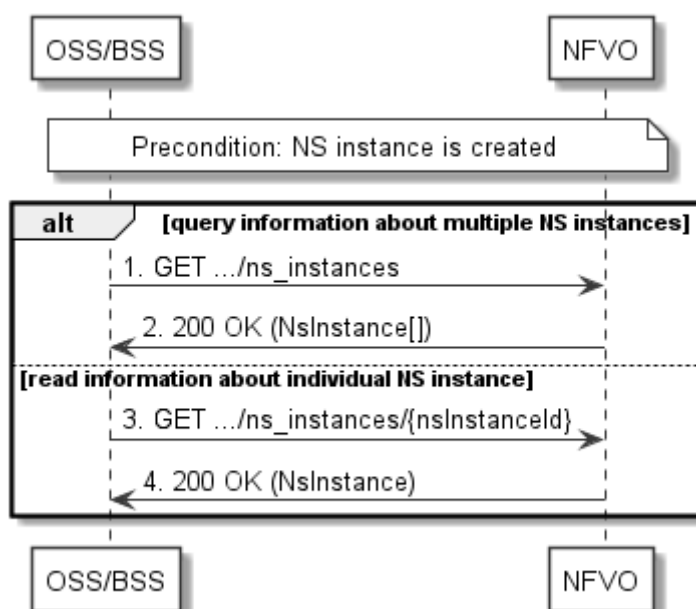 OSS/BSS
NFVO
Precondition: NS instance is created
alt
[query information about multiple NS instances]
1. GET .../ns_instances
2. 200 OK (NsInstance[])
[read information about individual NS instance]
3. GET .../ns_instances/{nsInstanceId}
4. 200 OK (NsInstance)
OSS/BSS
NFVO